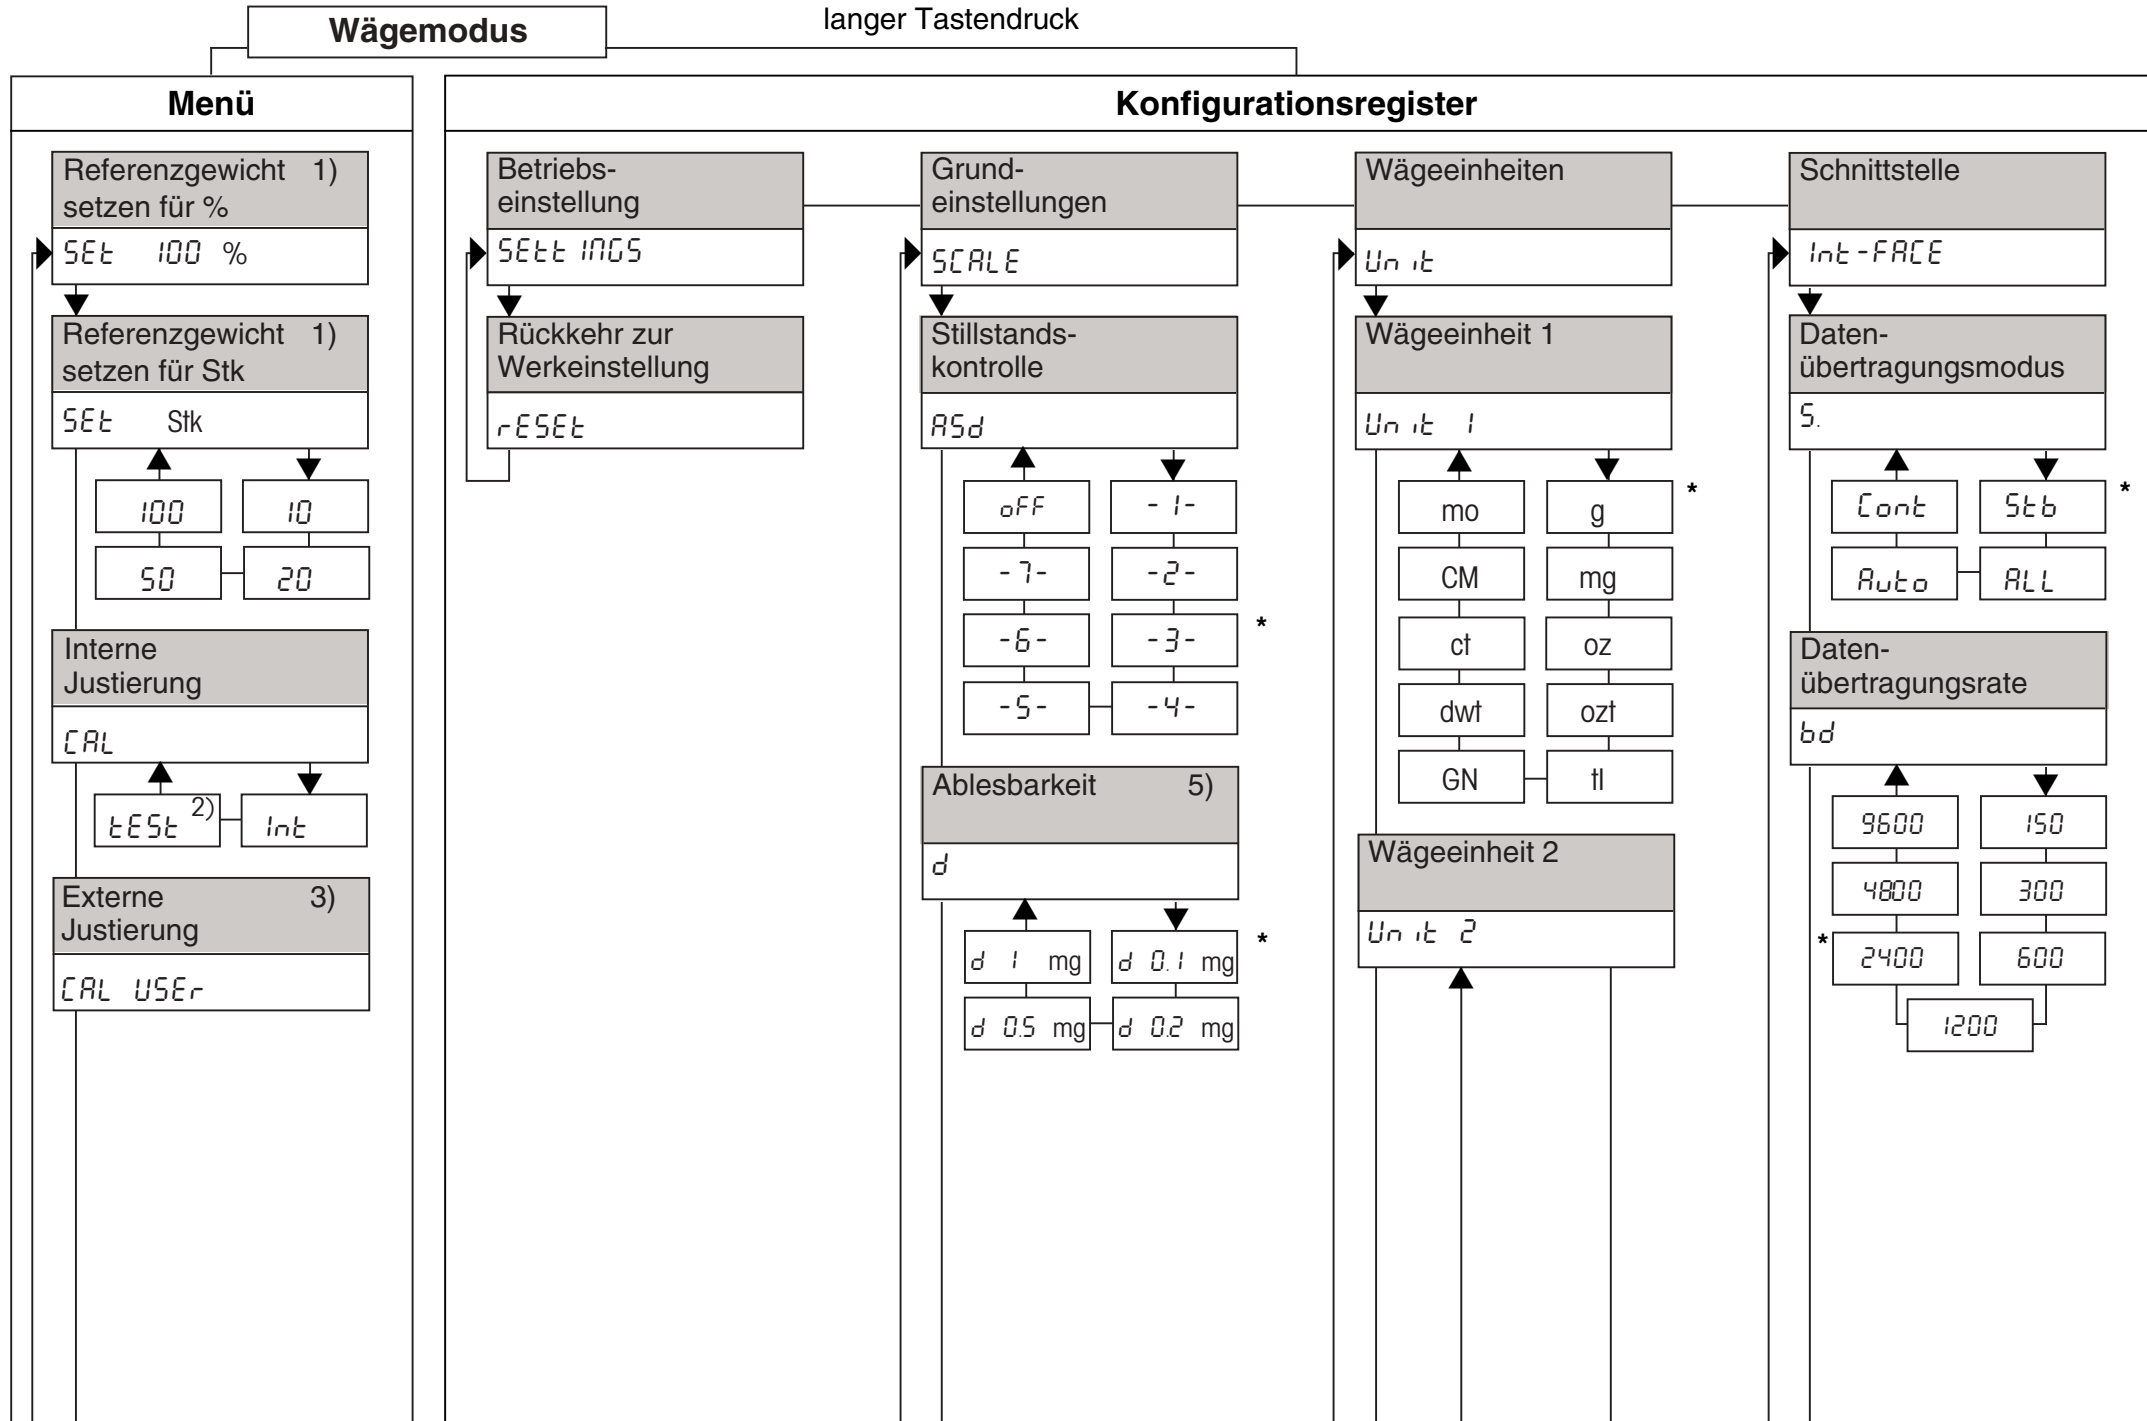 Wägemodus
langer Tastendruck
Menü
Referenzgewicht 1)
setzen für %
SEt 100 %
Referenzgewicht 1)
setzen für Stk
SEt Stk
100 10
50 20
Interne
Justierung
CAL
tESt 2) Int
Externe 3)
Justierung
CAL USEr
Konfigurationsregister
Betriebs-
einstellung
SEttINGS
Rückkehr zur
Werkeinstellung
rESEt
Grund-
einstellungen
SCALE
Stillstands-
kontrolle
ASd
oFF -1-
-7- -2-
-6- -3- *
-5- -4-
Ablesbarkeit 5)
d
d 1 mg d 0.1 mg *
d 0.5 mg d 0.2 mg
Wägeeinheiten
Unit
Wägeeinheit 1
Unit 1
mo g *
CM mg
ct oz
dwt ozt
GN tl
Wägeeinheit 2
Unit 2
Schnittstelle
Int-FACE
Daten-
übertragungsmodus
S.
Cont Stb *
Auto ALL
Daten-
übertragungsrate
bd
9600 150
4800 300
* 2400 600
1200